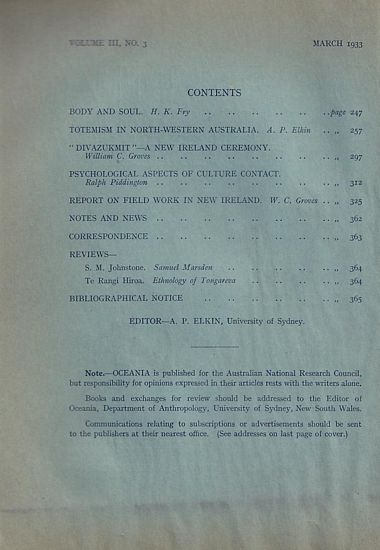 VOLUME III, NO. 3 MARCH 1933
CONTENTS
BODY AND SOUL. H. K. Fry .. .. .. .. .. ..page 247
TOTEMISM IN NORTH-WESTERN AUSTRALIA. A. P. Elkin .. „ 257
"DIVAZUKMIT"—A NEW IRELAND CEREMONY.
William C. Groves .. .. .. .. .. .. .. .. „ 297
PSYCHOLOGICAL ASPECTS OF CULTURE CONTACT.
Ralph Piddington .. .. .. .. .. .. .. .. „ 312
REPORT ON FIELD WORK IN NEW IRELAND. W. C. Groves .. „ 325
NOTES AND NEWS .. .. .. .. .. .. .. .. „ 362
CORRESPONDENCE .. .. .. .. .. .. .. .. „ 363
REVIEWS—
S. M. Johnstone. Samuel Marsden .. .. .. .. .. „ 364
Te Rangi Hiroa. Ethnology of Tongareva .. .. .. .. „ 364
BIBLIOGRAPHICAL NOTICE .. .. .. .. .. „ 365
EDITOR—A. P. ELKIN, University of Sydney.
Note.—OCEANIA is published for the Australian National Research Council,
but responsibility for opinions expressed in their articles rests with the writers alone.
Books and exchanges for review should be addressed to the Editor of
Oceania, Department of Anthropology, University of Sydney, New South Wales.
Communications relating to subscriptions or advertisements should be sent
to the publishers at their nearest office. (See addresses on last page of cover.)